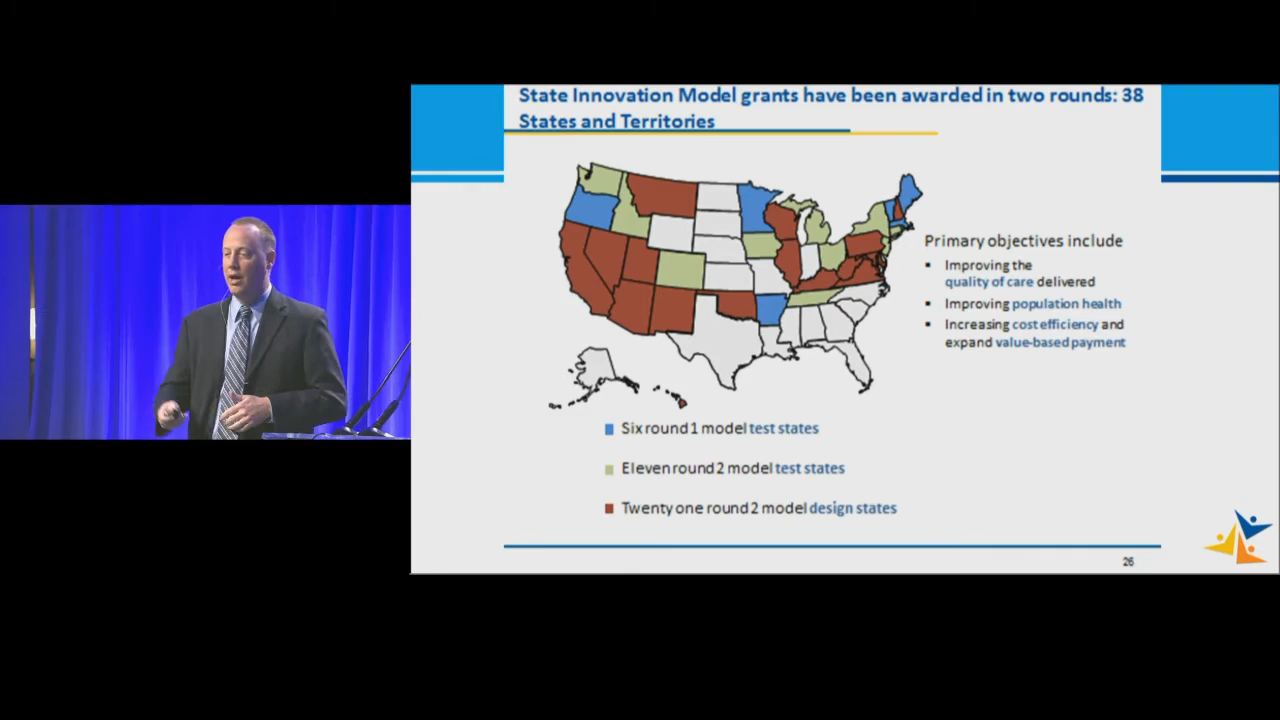 State Innovation Model grants have been awarded in two rounds: 38
States and Territories
Primary objectives include
Improving the
quality of care delivered
Improving population health
Increasing cost efficiency and
expand value-based payment
Six round 1 model test states
Eleven round 2 model test states
Twenty one round 2 model design states
26